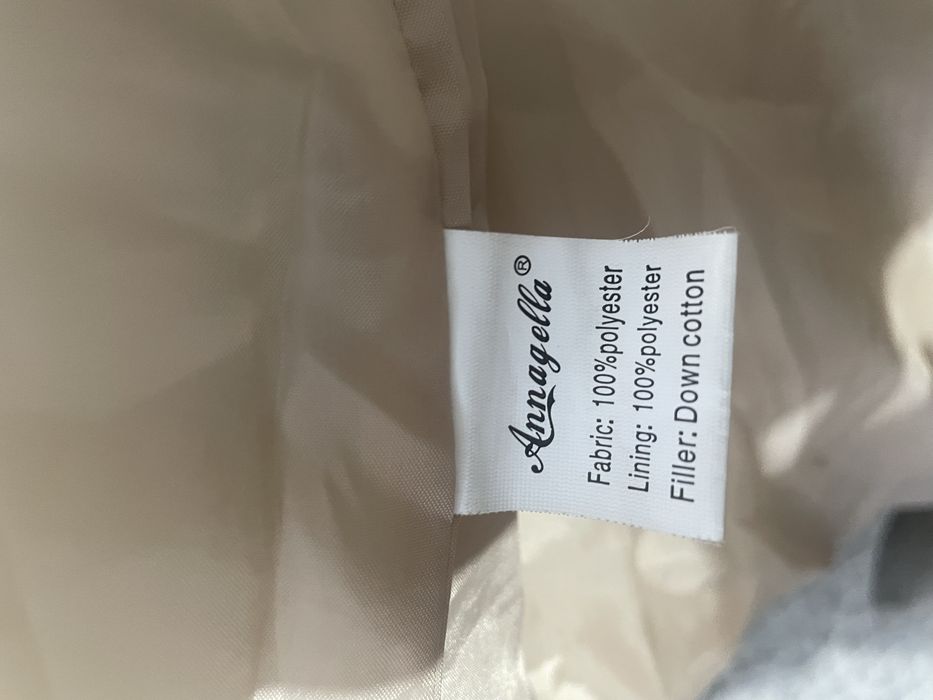 Annagella®
Fabric: 100%polyester
Lining: 100%polyester
Filler: Down cotton